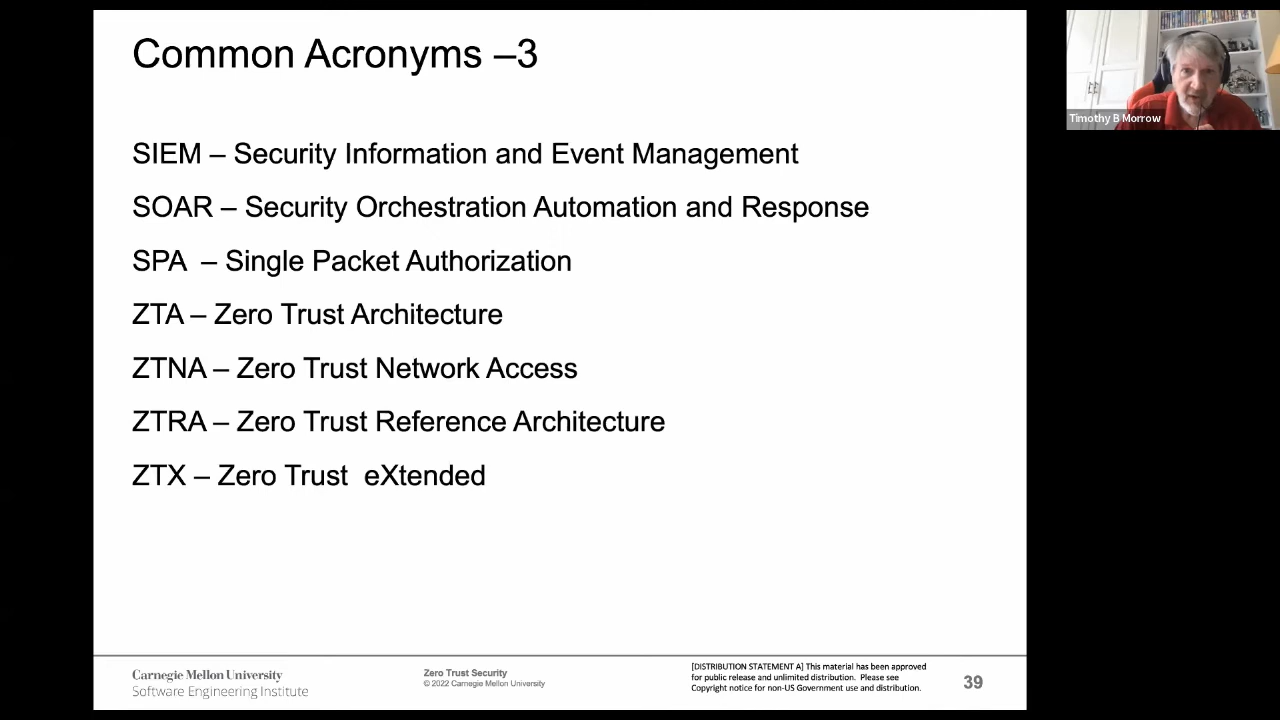 Common Acronyms –3
SIEM – Security Information and Event Management
SOAR – Security Orchestration Automation and Response
SPA – Single Packet Authorization
ZTA – Zero Trust Architecture
ZTNA – Zero Trust Network Access
ZTRA – Zero Trust Reference Architecture
ZTX – Zero Trust eXtended
Carnegie Mellon University
Software Engineering Institute
Zero Trust Security
© 2022 Carnegie Mellon University
[DISTRIBUTION STATEMENT A] This material has been approved
for public release and unlimited distribution. Please see
Copyright notice for non-US Government use and distribution.
39
Timothy B Morrow